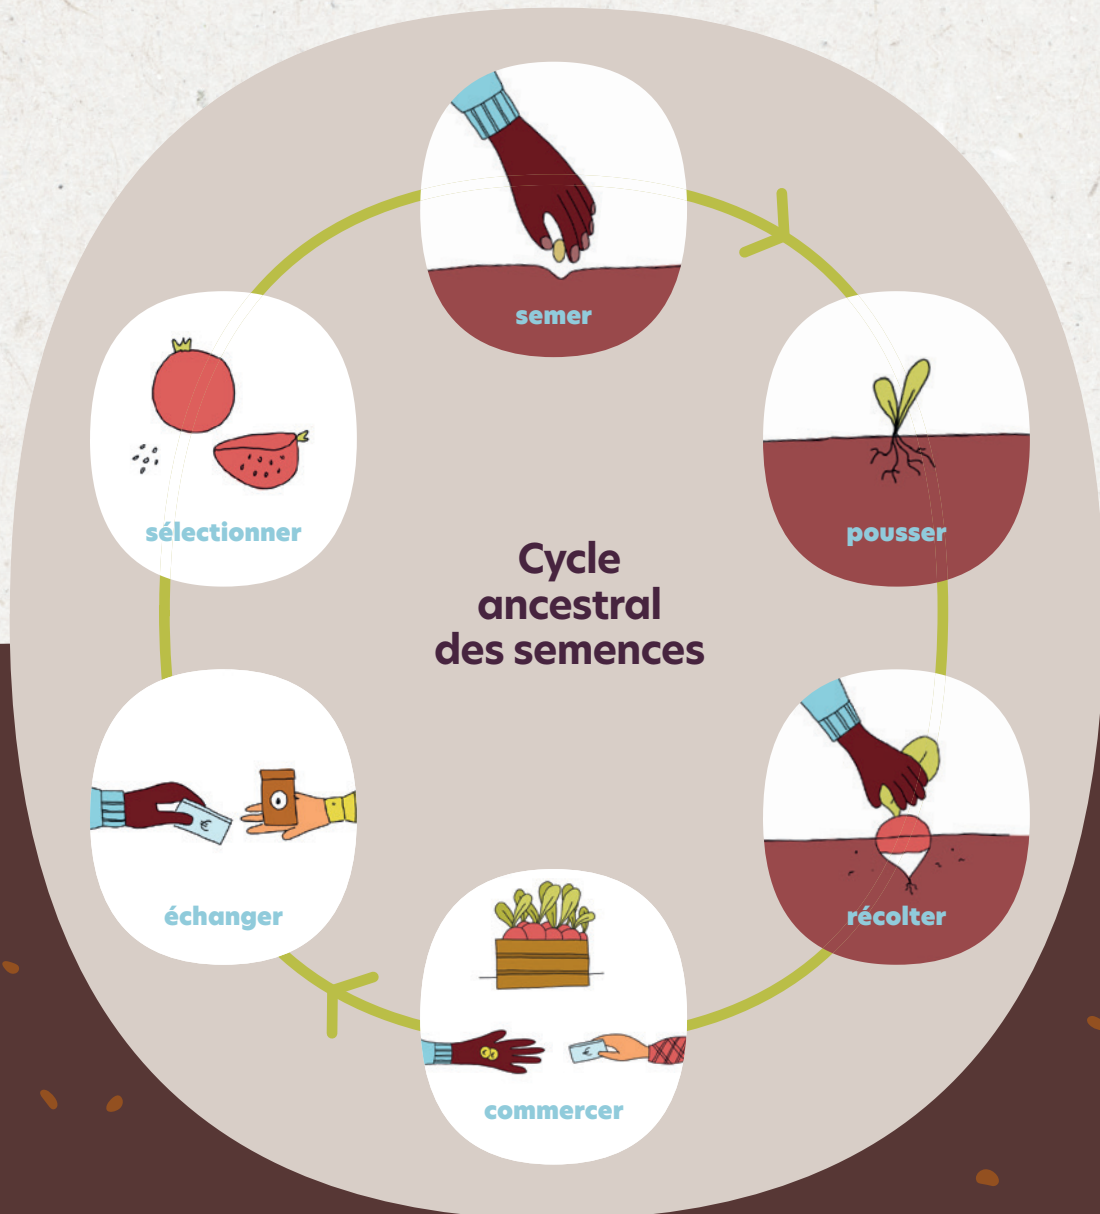 semer
sélectionner
pousser
Cycle
ancestral
des semences
€
échanger
récolter
€
commercer